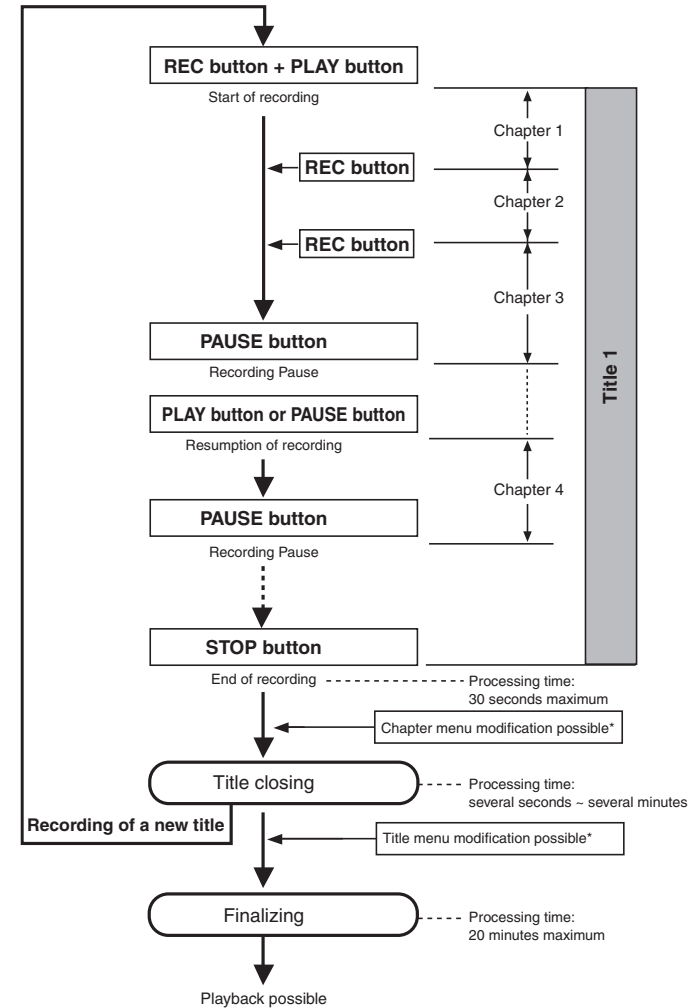 REC button + PLAY button
Start of recording
Chapter 1
REC button
Chapter 2
REC button
Chapter 3
PAUSE button
Recording Pause
Title 1
PLAY button or PAUSE button
Resumption of recording
Chapter 4
PAUSE button
Recording Pause
STOP button
End of recording
Processing time:
30 seconds maximum
Chapter menu modification possible*
Title closing
Processing time:
several seconds ~ several minutes
Recording of a new title
Title menu modification possible*
Finalizing
Processing time:
20 minutes maximum
Playback possible